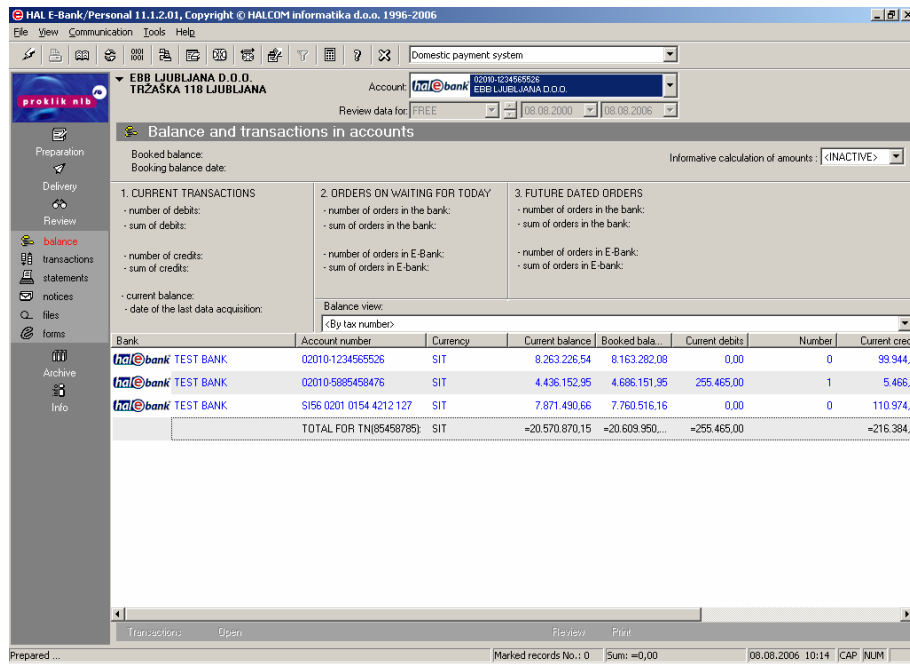 HAL E-Bank/Personal 11.1.2.01, Copyright © HALCOM informatika d.o.o. 1996-2006
File View Communication Tools Help
Domestic payment system
proklik nlb
EBB LJUBLJANA D.O.O.
TRŽAŠKA 118 LJUBLJANA
Account: hal e bank 02010-1234565526
EBB LJUBLJANA D.O.O.
Review data for: FREE 08.08.2000 08.08.2006
Balance and transactions in accounts
Booked balance:
Booking balance date:
Informative calculation of amounts : <INACTIVE>
Preparation
Delivery
Review
balance
transactions
statements
notices
files
forms
Archive
Info
1. CURRENT TRANSACTIONS
- number of debits:
- sum of debits:
- number of credits:
- sum of credits:
- current balance:
- date of the last data acquisition:
2. ORDERS ON WAITING FOR TODAY
- number of orders in the bank:
- sum of orders in the bank:
- number of orders in E-Bank:
- sum of orders in E-bank:
3. FUTURE DATED ORDERS
- number of orders in the bank:
- sum of orders in the bank:
- number of orders in E-Bank:
- sum of orders in E-bank:
Balance view:
<By tax number>
Bank Account number Currency Current balance Booked bala... Current debits Number Current cred
hal e bank TEST BANK 02010-1234565526 SIT 8.263.226,54 8.163.282,08 0,00 0 99.944,
hal e bank TEST BANK 02010-5885458476 SIT 4.436.152,95 4.686.151,95 255.465,00 1 5.466,
hal e bank TEST BANK SI56 0201 0154 4212 127 SIT 7.871.490,66 7.760.516,16 0,00 0 110.974,
TOTAL FOR TN(85458785): SIT =20.570.870,15 =20.609.950,... =255.465,00 =216.384,
Transactions Open Review Print
Prepared ... Marked records No.: 0 Sum: =0,00 08.08.2006 10:14 CAP NUM